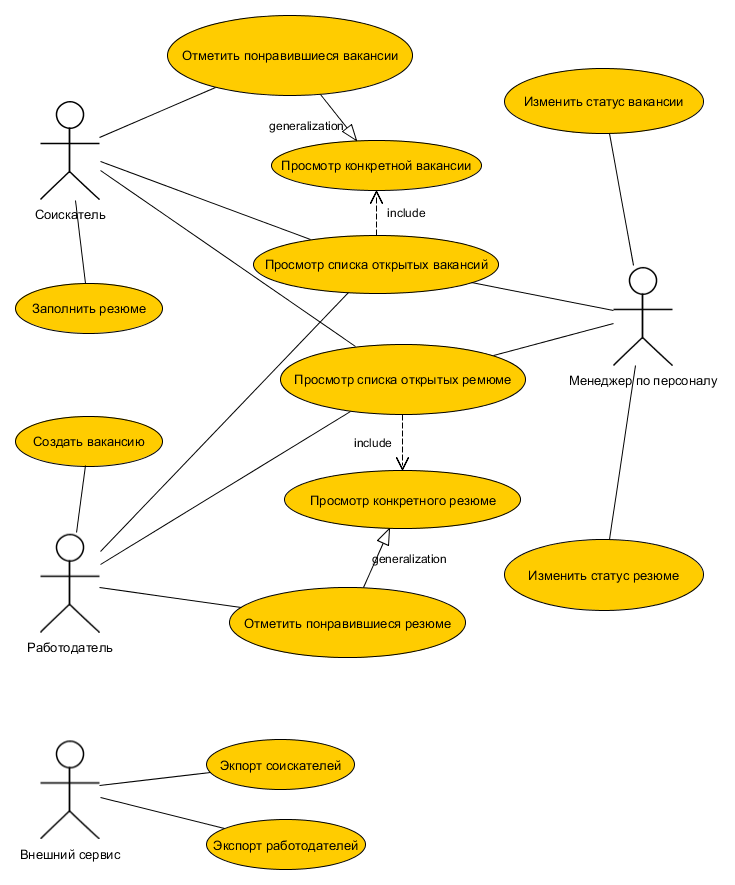 Отметить понравившиеся вакансии
Изменить статус вакансии
generalization
Просмотр конкретной вакансии
Соискатель
include
Просмотр списка открытых вакансий
Заполнить резюме
Просмотр списка открытых ремюме
Менеджер по персоналу
Создать вакансию
include
Просмотр конкретного резюме
generalization
Изменить статус резюме
Отметить понравившиеся резюме
Работодатель
Экпорт соискателей
Экспорт работодателей
Внешний сервис